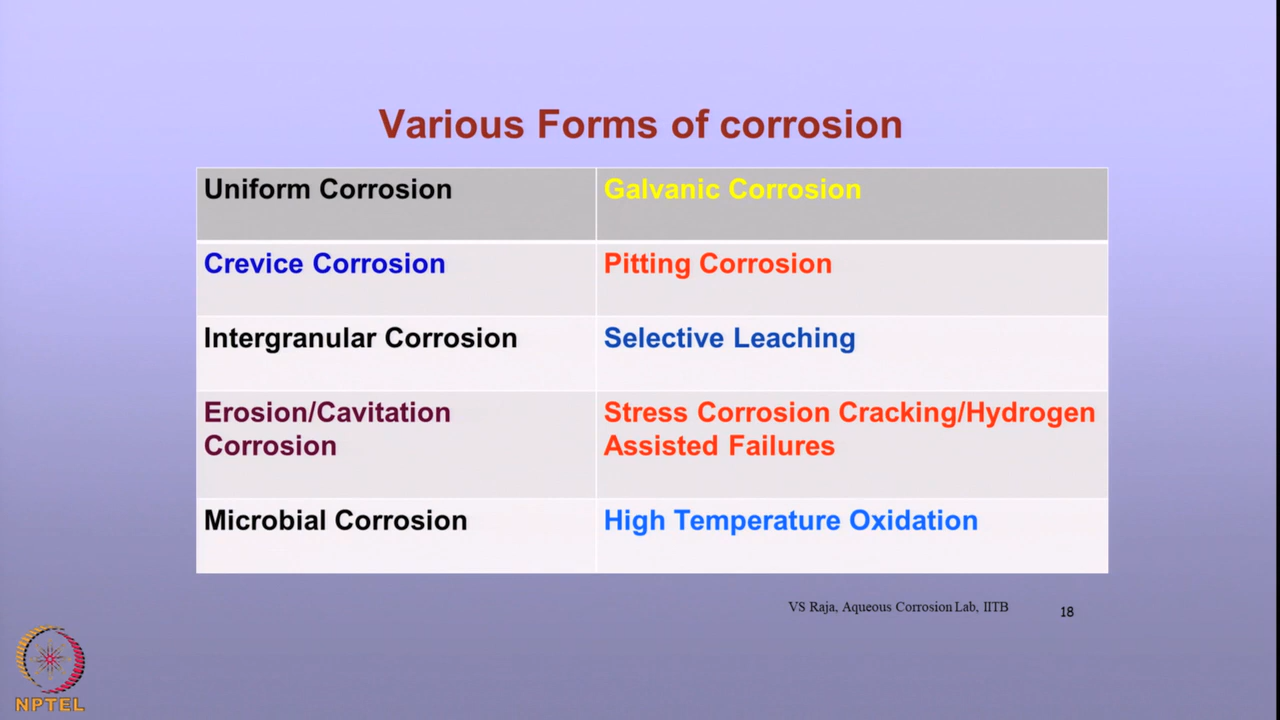 Various Forms of corrosion
Uniform Corrosion
Galvanic Corrosion
Crevice Corrosion
Pitting Corrosion
Intergranular Corrosion
Selective Leaching
Erosion/Cavitation
Corrosion
Stress Corrosion Cracking/Hydrogen
Assisted Failures
Microbial Corrosion
High Temperature Oxidation
VS Raja, Aqueous Corrosion Lab, IITB
18
NPTEL